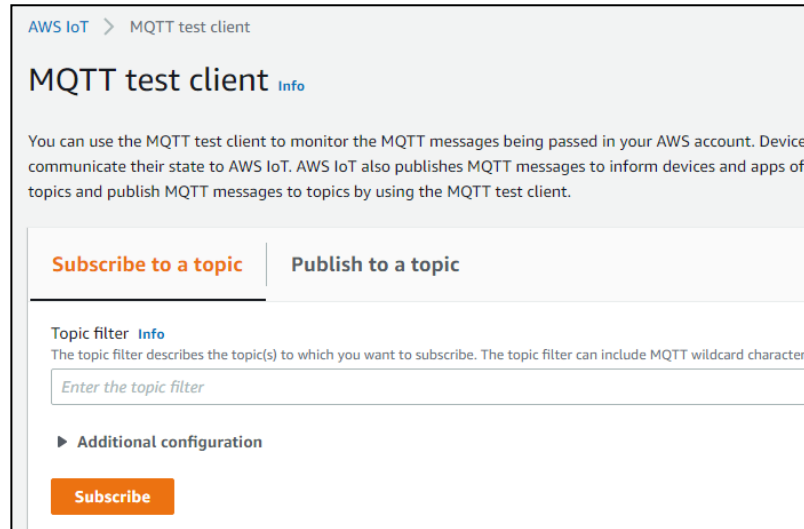 AWS IoT > MQTT test client
MQTT test client Info
You can use the MQTT test client to monitor the MQTT messages being passed in your AWS account. Device
communicate their state to AWS IoT. AWS IoT also publishes MQTT messages to inform devices and apps of
topics and publish MQTT messages to topics by using the MQTT test client.
Subscribe to a topic Publish to a topic
Topic filter Info
The topic filter describes the topic(s) to which you want to subscribe. The topic filter can include MQTT wildcard character
Enter the topic filter
Additional configuration
Subscribe